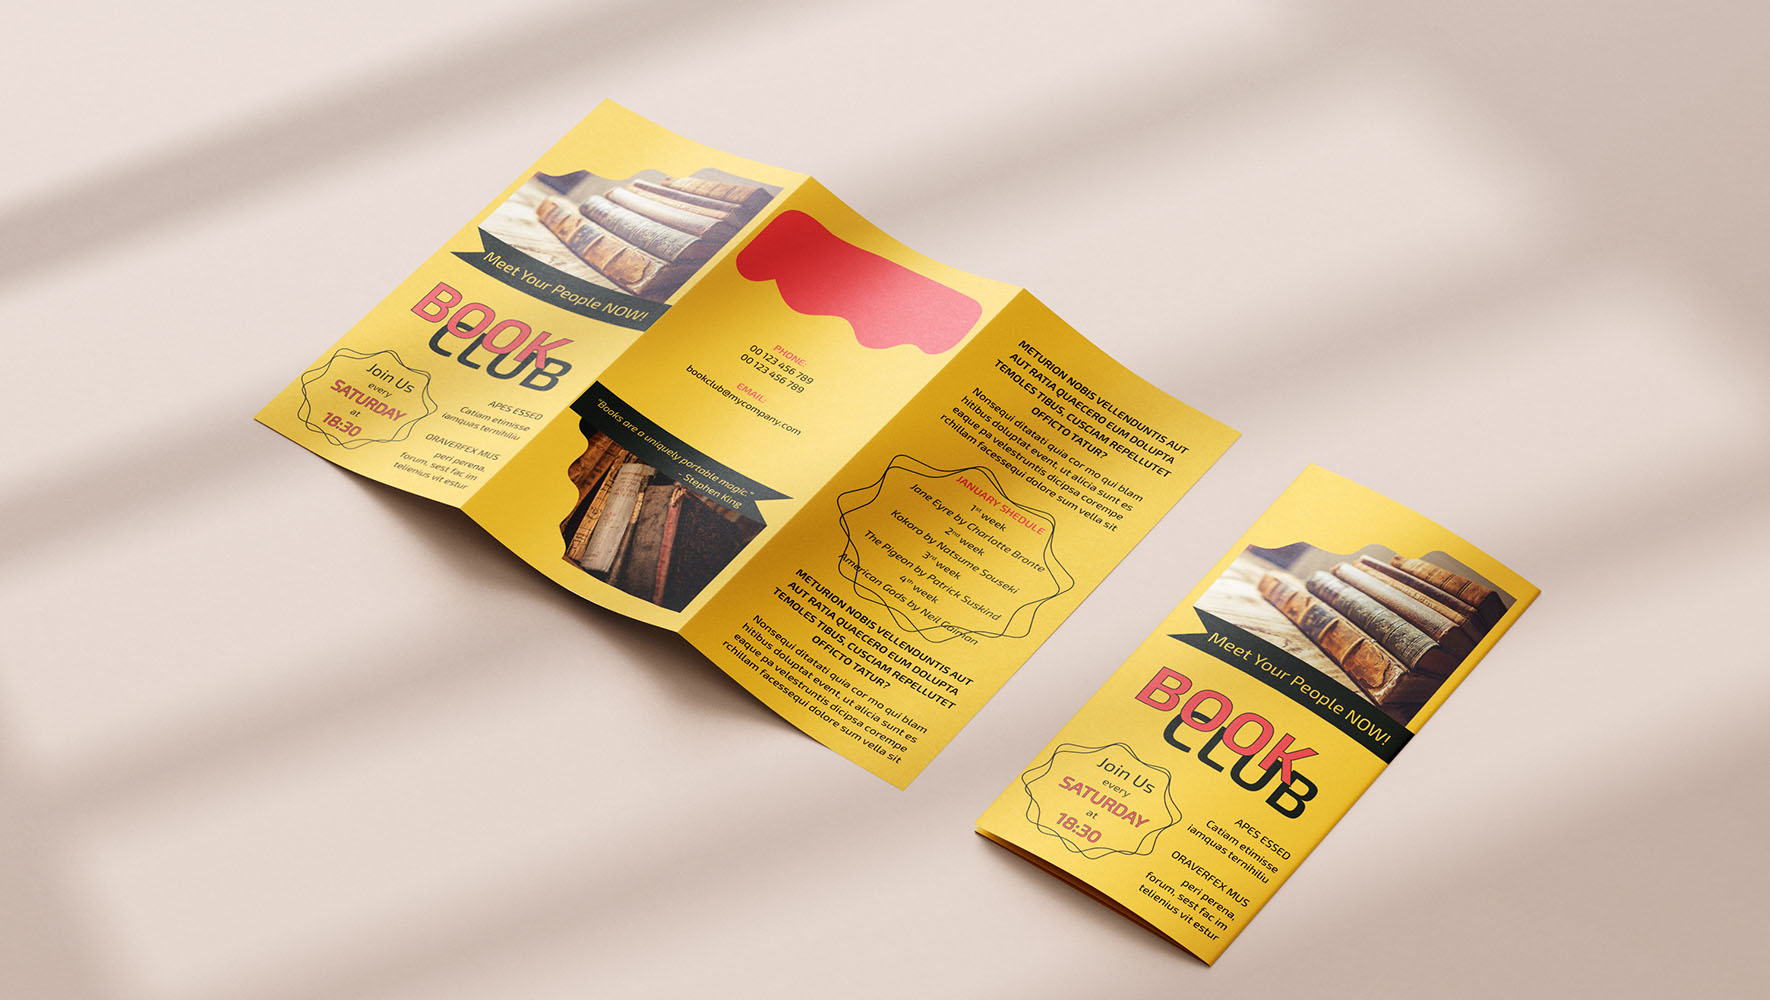 Meet Your People NOW!
BOOK
CLUB
Join Us
every
SATURDAY
at
18:30
APES ESSED
Catiam etimisse
iamquas ternihiliu
ORAVERFEX MUS
peri perena,
forum, sest fac im
telienius vit estur
PHONE:
00 123 456 789
00 123 456 789
EMAIL:
bookclub@mycompany.com
"Books are a uniquely portable magic."
- Stephen King
METURION NOBIS VELLENDUNTIS AUT
AUT RATIA QUAECERO EUM DOLUPTA
TEMOLES TIBUS, CUSCIAM REPELLUTET
OFFICTO TATUR?
Nonsequi ditatati quia cor mo qui blam
hitibus doluptat event, ut alicia sunt es
eaque pa velestruntis dicipsa corempe
rchillam facessequi dolore sum vella sit
JANUARY SHEDULE
1st week
Jane Eyre by Charlotte Bronte
2nd week
Kokoro by Natsume Souseki
3rd week
The Pigeon by Patrick Suskind
4th week
American Gods by Neil Gaiman
METURION NOBIS VELLENDUNTIS AUT
AUT RATIA QUAECERO EUM DOLUPTA
TEMOLES TIBUS, CUSCIAM REPELLUTET
OFFICTO TATUR?
Nonsequi ditatati quia cor mo qui blam
hitibus doluptat event, ut alicia sunt es
eaque pa velestruntis dicipsa corempe
rchillam facessequi dolore sum vella sit
Meet Your People NOW!
BOOK
CLUB
Join Us
every
SATURDAY
at
18:30
APES ESSED
Catiam etimisse
iamquas ternihiliu
ORAVERFEX MUS
peri perena,
forum, sest fac im
telienius vit estur